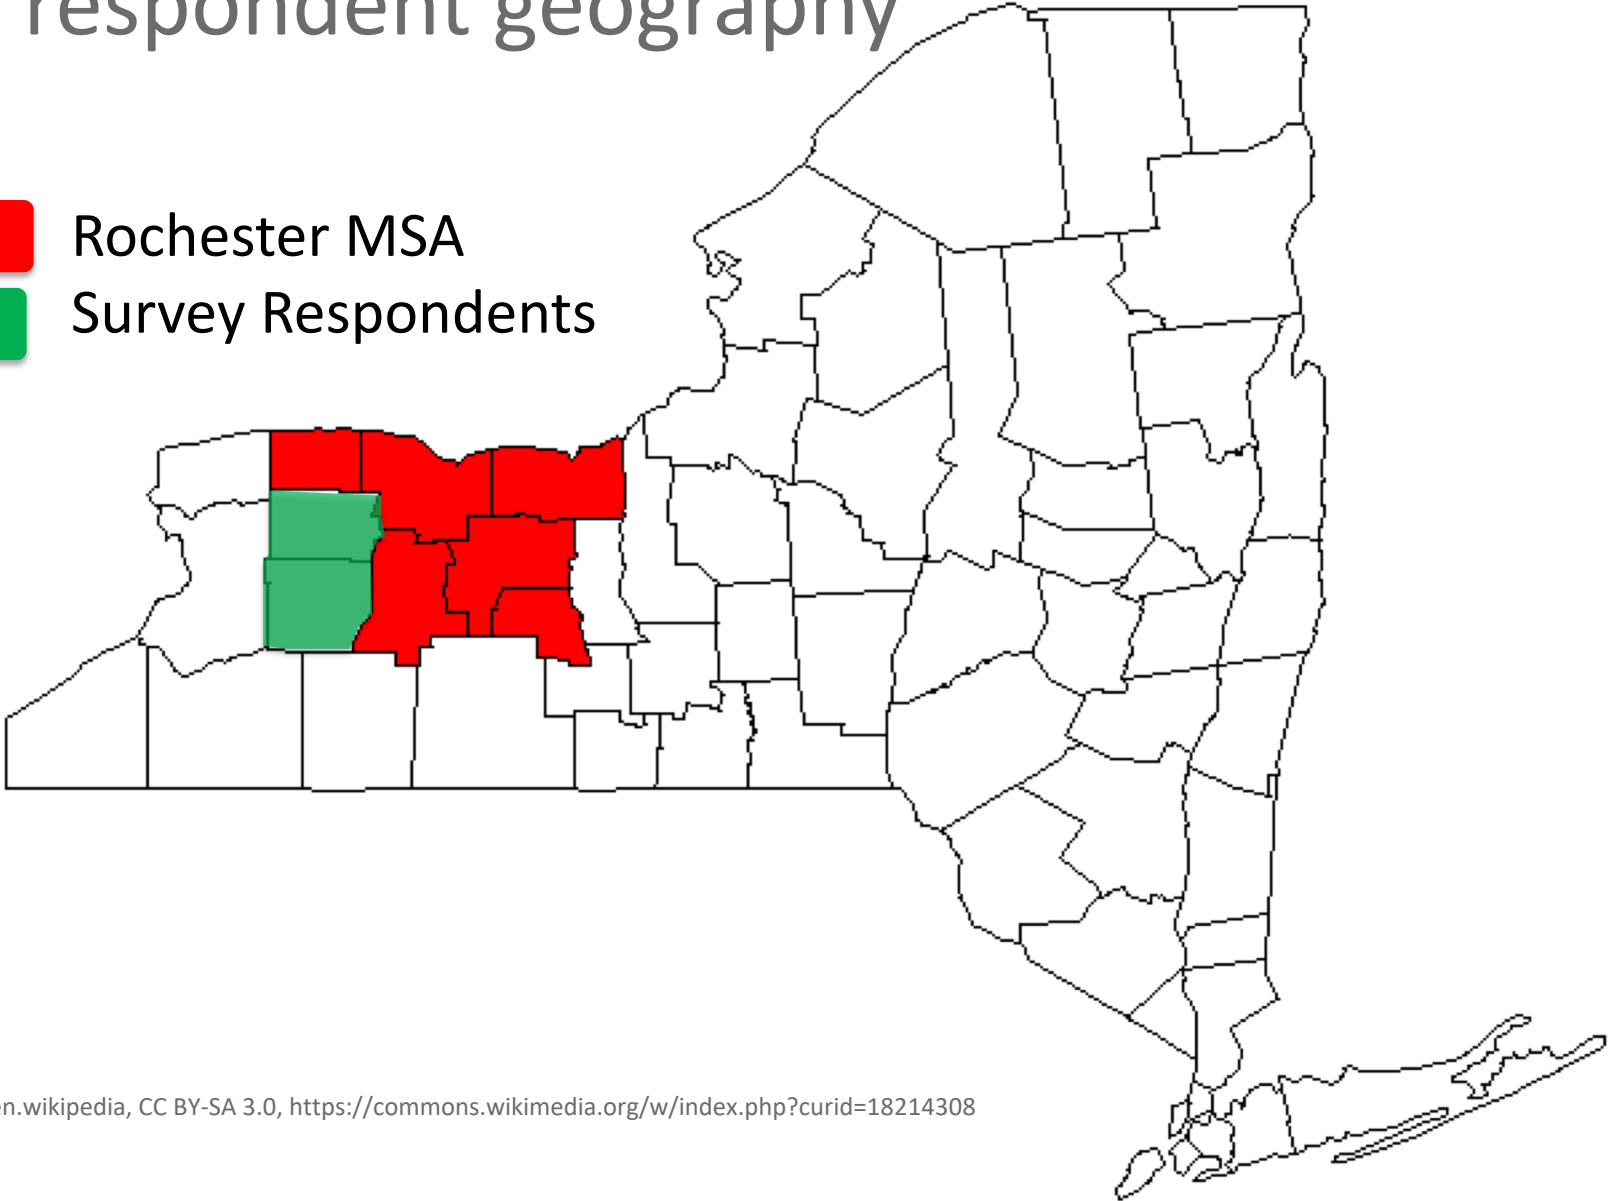 respondent geography
Rochester MSA
Survey Respondents
en.wikipedia, CC BY-SA 3.0, https://commons.wikimedia.org/w/index.php?curid=18214308